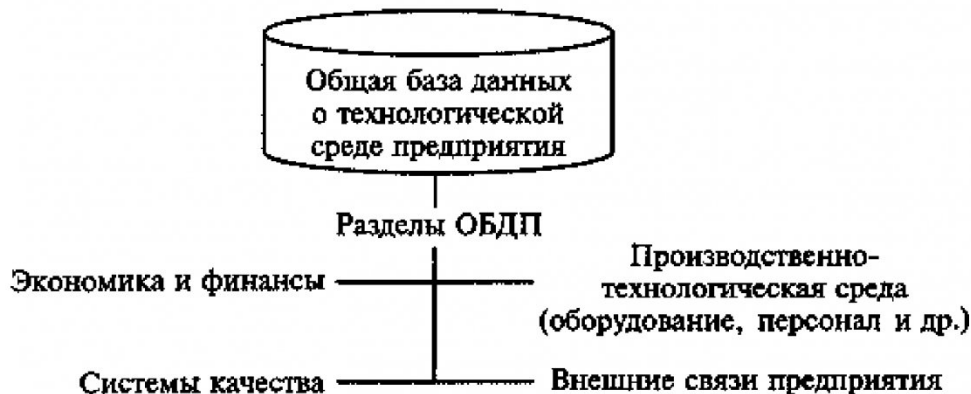 Общая база данных
о технологической
среде предприятия
Разделы ОБДП
Экономика и финансы
Производственно-
технологическая среда
(оборудование, персонал и др.)
Системы качества
Внешние связи предприятия